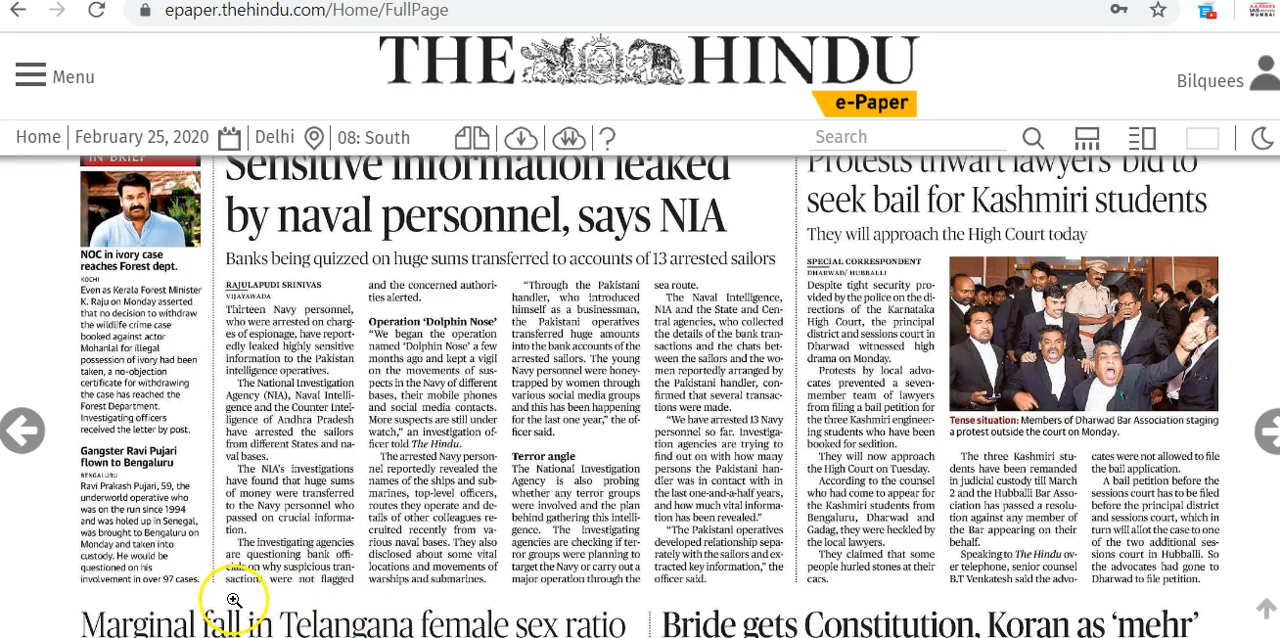 epaper.thehindu.com/Home/FullPage
Menu
THE HINDU
e-Paper
Bilquees
Home
February 25, 2020
Delhi
08: South
Search
IN BRIEF
NOC in ivory case
reaches Forest dept.
KOCHI
Even as Kerala Forest Minister
K. Raju on Monday asserted
that no decision to withdraw
the wildlife crime case
booked against actor
Mohanlal for illegal
possession of ivory had been
taken, a no-objection
certificate for withdrawing
the case has reached the
Forest Department.
Investigating officers
received the letter by post.
Gangster Ravi Pujari
flown to Bengaluru
BENGALURU
Ravi Prakash Pujari, 59, the
underworld operative who
was on the run since 1994
and was holed up in Senegal,
was brought to Bengaluru on
Monday and taken into
custody. He would be
questioned on his
involvement in over 97 cases.
Sensitive information leaked
by naval personnel, says NIA
Banks being quizzed on huge sums transferred to accounts of 13 arrested sailors
RAJULAPUDI SRINIVAS
VIJAYAWADA
Thirteen Navy personnel,
who were arrested on charg-
es of espionage, have report-
edly leaked highly sensitive
information to the Pakistan
intelligence operatives.
The National Investigation
Agency (NIA), Naval Intelli-
gence and the Counter Intel-
ligence of Andhra Pradesh
have arrested the sailors
from different States and na-
val bases.
The NIA's investigations
have found that huge sums
of money were transferred
to the Navy personnel who
passed on crucial informa-
tion.
The investigating agencies
are questioning bank offi-
cials on why suspicious tran-
sactions were not flagged
and the concerned authori-
ties alerted.
Operation ‘Dolphin Nose’
“We began the operation
named ‘Dolphin Nose’ a few
months ago and kept a vigil
on the movements of sus-
pects in the Navy of different
bases, their mobile phones
and social media contacts.
More suspects are still under
watch,” an investigation of-
ficer told The Hindu.
The arrested Navy person-
nel reportedly revealed the
names of the ships and sub-
marines, top-level officers,
routes they operate and de-
tails of other colleagues re-
cruited recently from va-
rious naval bases. They also
disclosed about some vital
locations and movements of
warships and submarines.
“Through the Pakistani
handler, who introduced
himself as a businessman,
the Pakistani operatives
transferred huge amounts
into the bank accounts of the
arrested sailors. The young
Navy personnel were honey-
trapped by women through
various social media groups
and this has been happening
for the last one year,” the of-
ficer said.
Terror angle
The National Investigation
Agency is also probing
whether any terror groups
were involved and the plan
behind gathering this intelli-
gence. The investigating
agencies are checking if ter-
ror groups were planning to
target the Navy or carry out a
major operation through the
sea route.
The Naval Intelligence,
NIA and the State and Cen-
tral agencies, who collected
the details of the bank tran-
sactions and the chats bet-
ween the sailors and the wo-
men reportedly arranged by
the Pakistani handler, con-
firmed that several transac-
tions were made.
“We have arrested 13 Navy
personnel so far. Investiga-
tion agencies are trying to
find out on with how many
persons the Pakistani han-
dler was in contact with in
the last one-and-a-half years,
and how much vital informa-
tion has been revealed.”
“The Pakistani operatives
developed relationship sepa-
rately with the sailors and ex-
tracted key information,” the
officer said.
Protests thwart lawyers’ bid to
seek bail for Kashmiri students
They will approach the High Court today
SPECIAL CORRESPONDENT
DHARWAD/ HUBBALLI
Despite tight security pro-
vided by the police on the di-
rections of the Karnataka
High Court, the principal
district and sessions court in
Dharwad witnessed high
drama on Monday.
Protests by local advo-
cates prevented a seven-
member team of lawyers
from filing a bail petition for
the three Kashmiri engineer-
ing students who have been
booked for sedition.
They will now approach
the High Court on Tuesday.
According to the counsel
who had come to appear for
the Kashmiri students from
Bengaluru, Dharwad and
Gadag, they were heckled by
the local lawyers.
They claimed that some
people hurled stones at their
cars.
Tense situation: Members of Dharwad Bar Association staging
a protest outside the court on Monday.
The three Kashmiri stu-
dents have been remanded
in judicial custody till March
2 and the Hubballi Bar Asso-
ciation has passed a resolu-
tion against any member of
the Bar appearing on their
behalf.
Speaking to The Hindu ov-
er telephone, senior counsel
B.T Venkatesh said the advo-
cates were not allowed to file
the bail application.
A bail petition before the
sessions court has to be filed
before the principal district
and sessions court, which in
turn will allot the case to one
of the two additional ses-
sions court in Hubballi. So
the advocates had gone to
Dharwad to file petition.
Marginal fall in Telangana female sex ratio
Bride gets Constitution, Koran as ‘mehr’